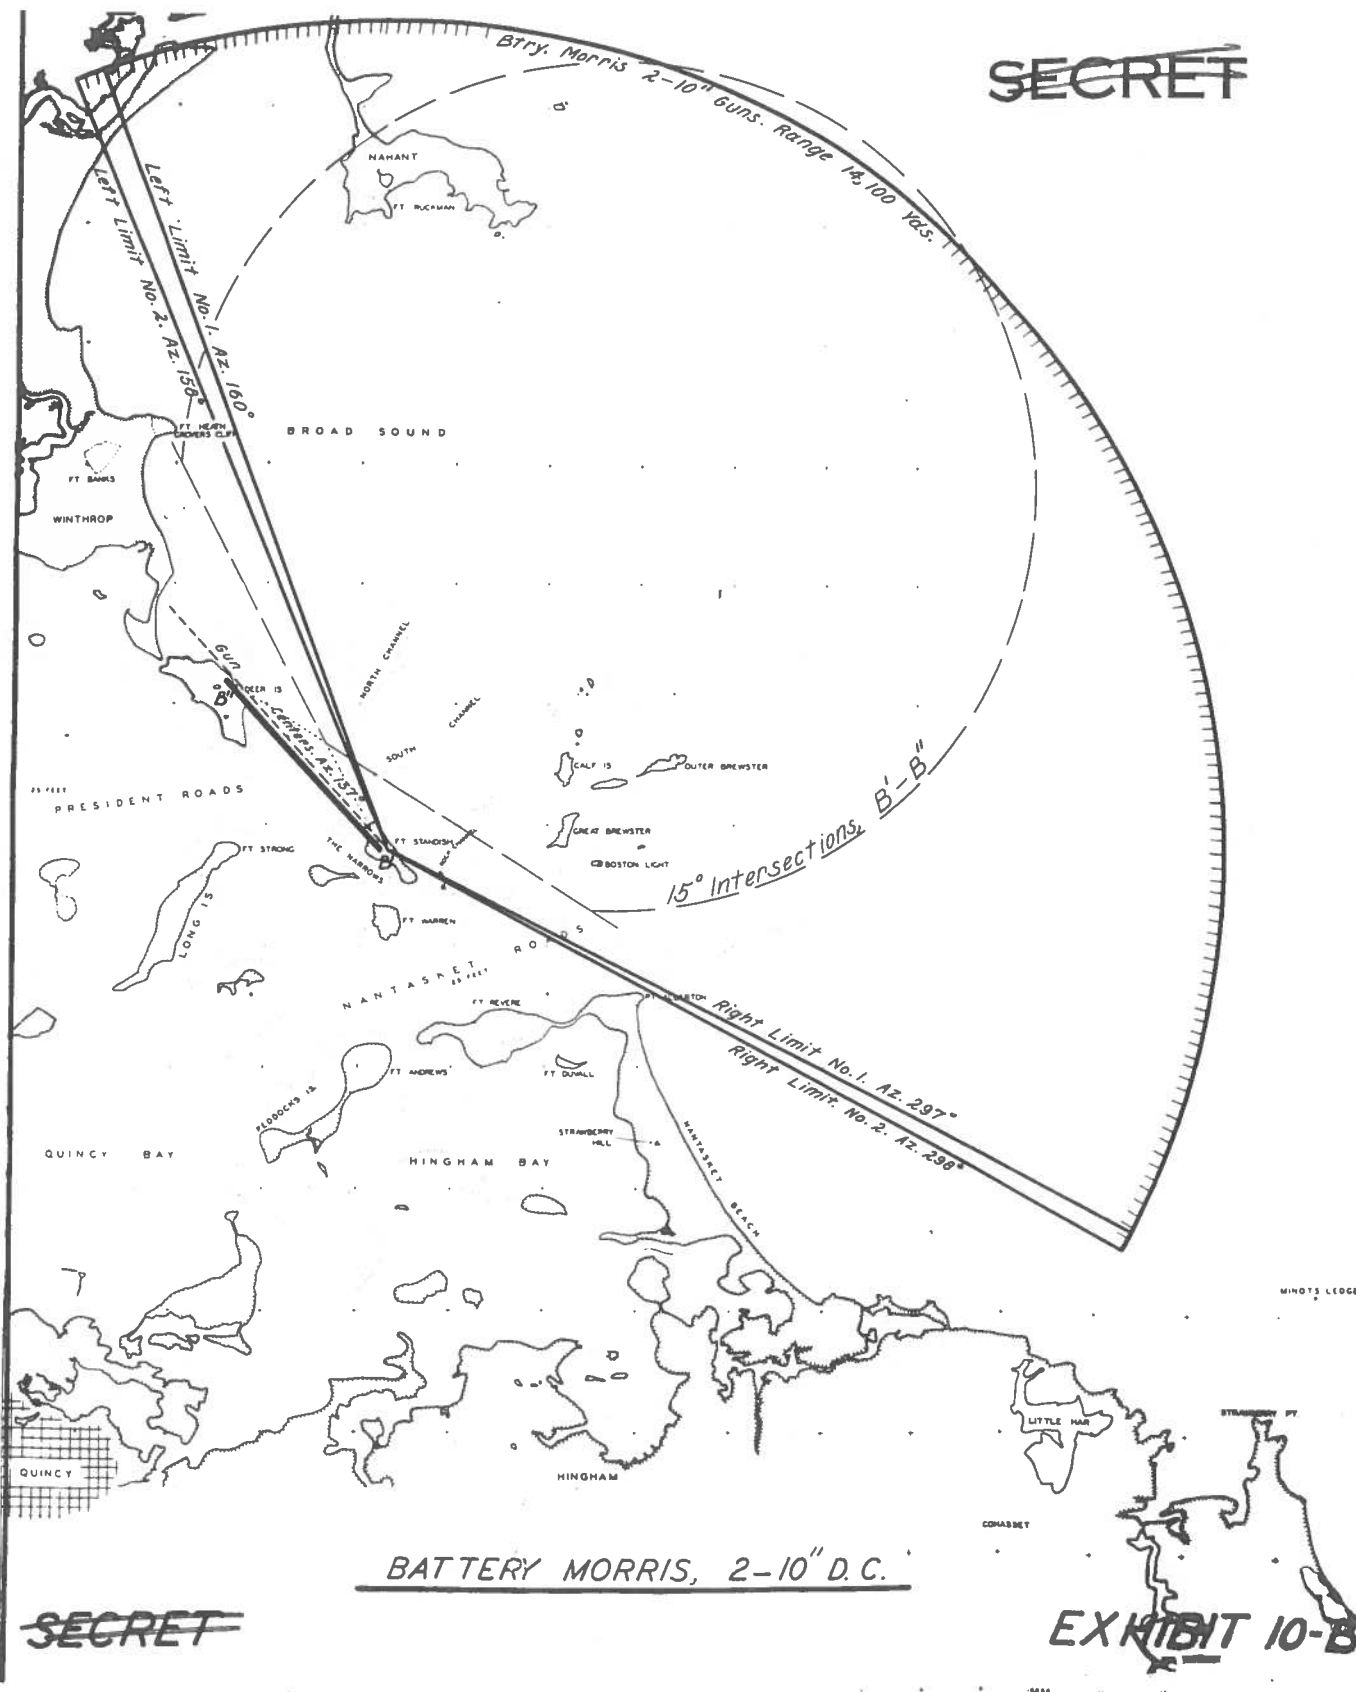 SECRET
Btry. Morris 2-10" Guns. Range 14,100 Yds.
NAHANT
FT RUCKMAN
Left Limit No. 1. Az. 160°
Left Limit No. 2. Az. 158°
FT HEATH
GROVERS CLIFF
BROAD SOUND
FT BANKS
WINTHROP
NORTH CHANNEL
Gun Centers. Az. 137°
DEER IS
B"
SOUTH CHANNEL
CALF IS
OUTER BREWSTER
PRESIDENT ROADS
GREAT BREWSTER
BOSTON LIGHT
15° Intersections, B'-B"
FT STANDISH
B'
THE NARROWS
FT STRONG
LONG IS
FT WARREN
NANTASKET ROADS
FT REVERE
PT ALLERTON
Right Limit No. 1. Az. 297°
Right Limit. No. 2. Az. 298°
FT ANDREWS
FT DUVALL
PEDDOCKS IS
STRAWBERRY
HILL
QUINCY BAY
HINGHAM BAY
NANTASKET BEACH
MINOTS LEDGE
LITTLE HAR
STRAWBERRY PT
QUINCY
HINGHAM
COHASSET
BATTERY MORRIS, 2-10" D.C.
SECRET
EXHIBIT 10-B